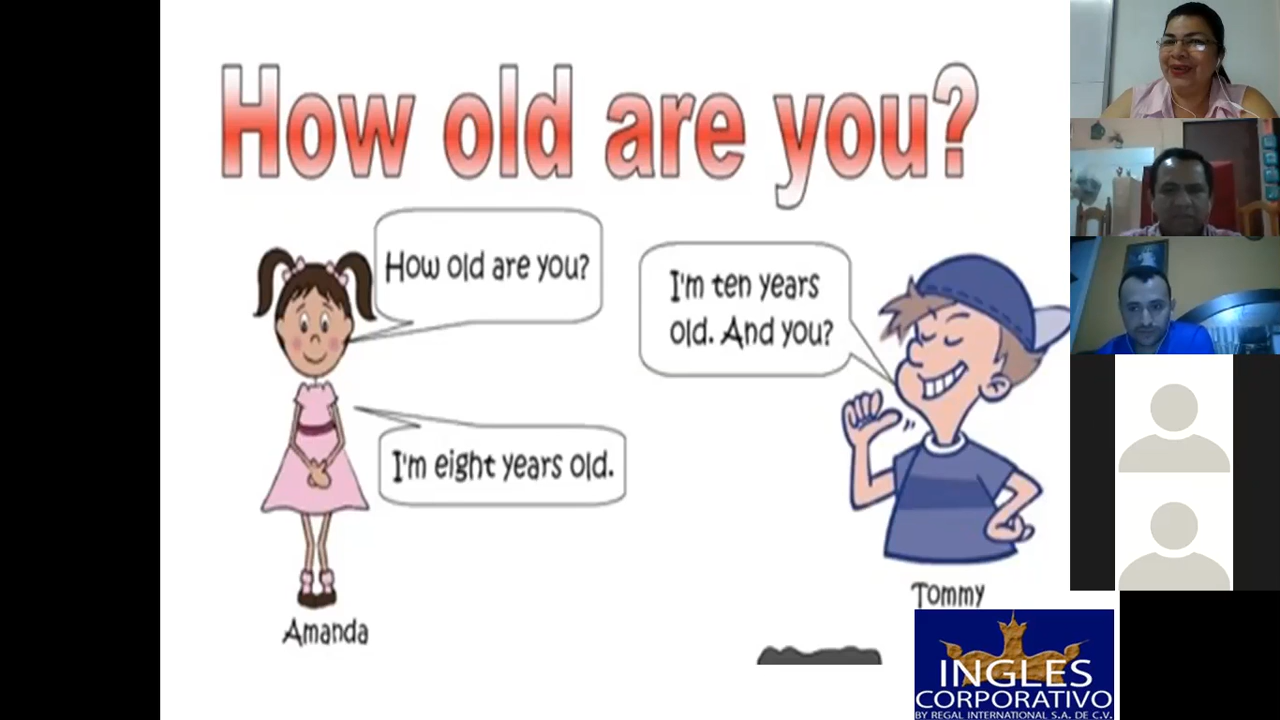 How old are you?
How old are you?
I'm ten years
old. And you?
I'm eight years old.
Amanda
Tommy
INGLES
CORPORATIVO
BY REGAL INTERNATIONAL S.A. DE C.V.